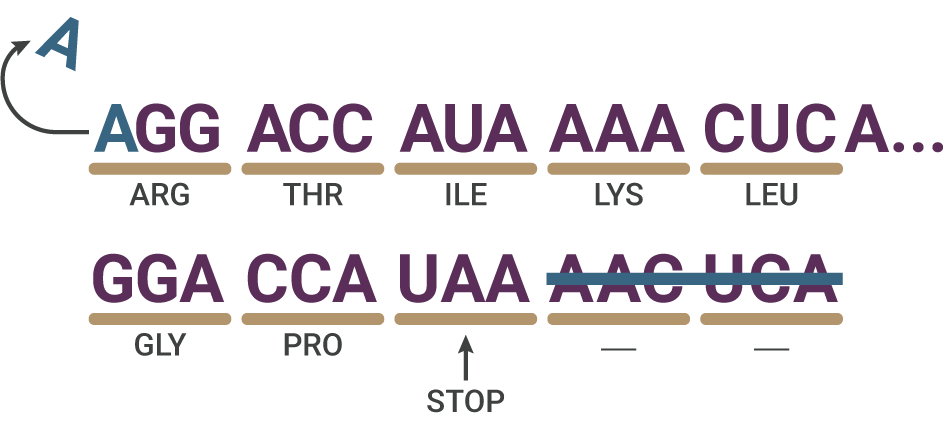 A
AGG ACC AUA AAA CUC A...
ARG THR ILE LYS LEU
GGA CCA UAA AAC UCA
GLY PRO — —
STOP